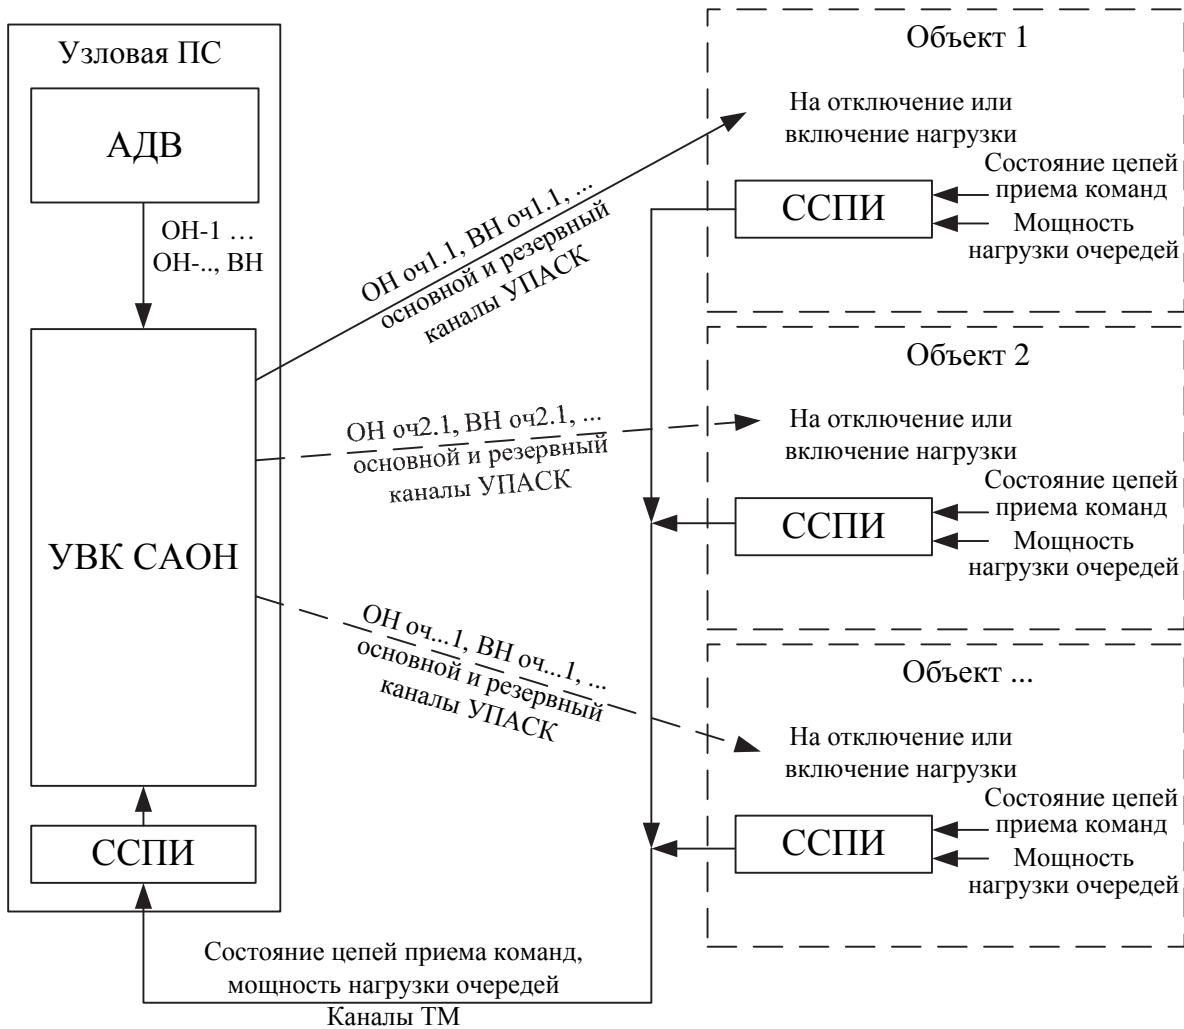 Узловая ПС
АДВ
ОН-1 ...
ОН-.., ВН
УВК САОН
ССПИ
ОН оч1.1, ВН оч1.1, ...
основной и резервный
каналы УПАСК
ОН оч2.1, ВН оч2.1, ...
основной и резервный
каналы УПАСК
ОН оч...1, ВН оч...1, ...
основной и резервный
каналы УПАСК
Объект 1
На отключение или
включение нагрузки
ССПИ
Состояние цепей
приема команд
Мощность
нагрузки очередей
Объект 2
На отключение или
включение нагрузки
ССПИ
Состояние цепей
приема команд
Мощность
нагрузки очередей
Объект ...
На отключение или
включение нагрузки
ССПИ
Состояние цепей
приема команд
Мощность
нагрузки очередей
Состояние цепей приема команд,
мощность нагрузки очередей
Каналы ТМ